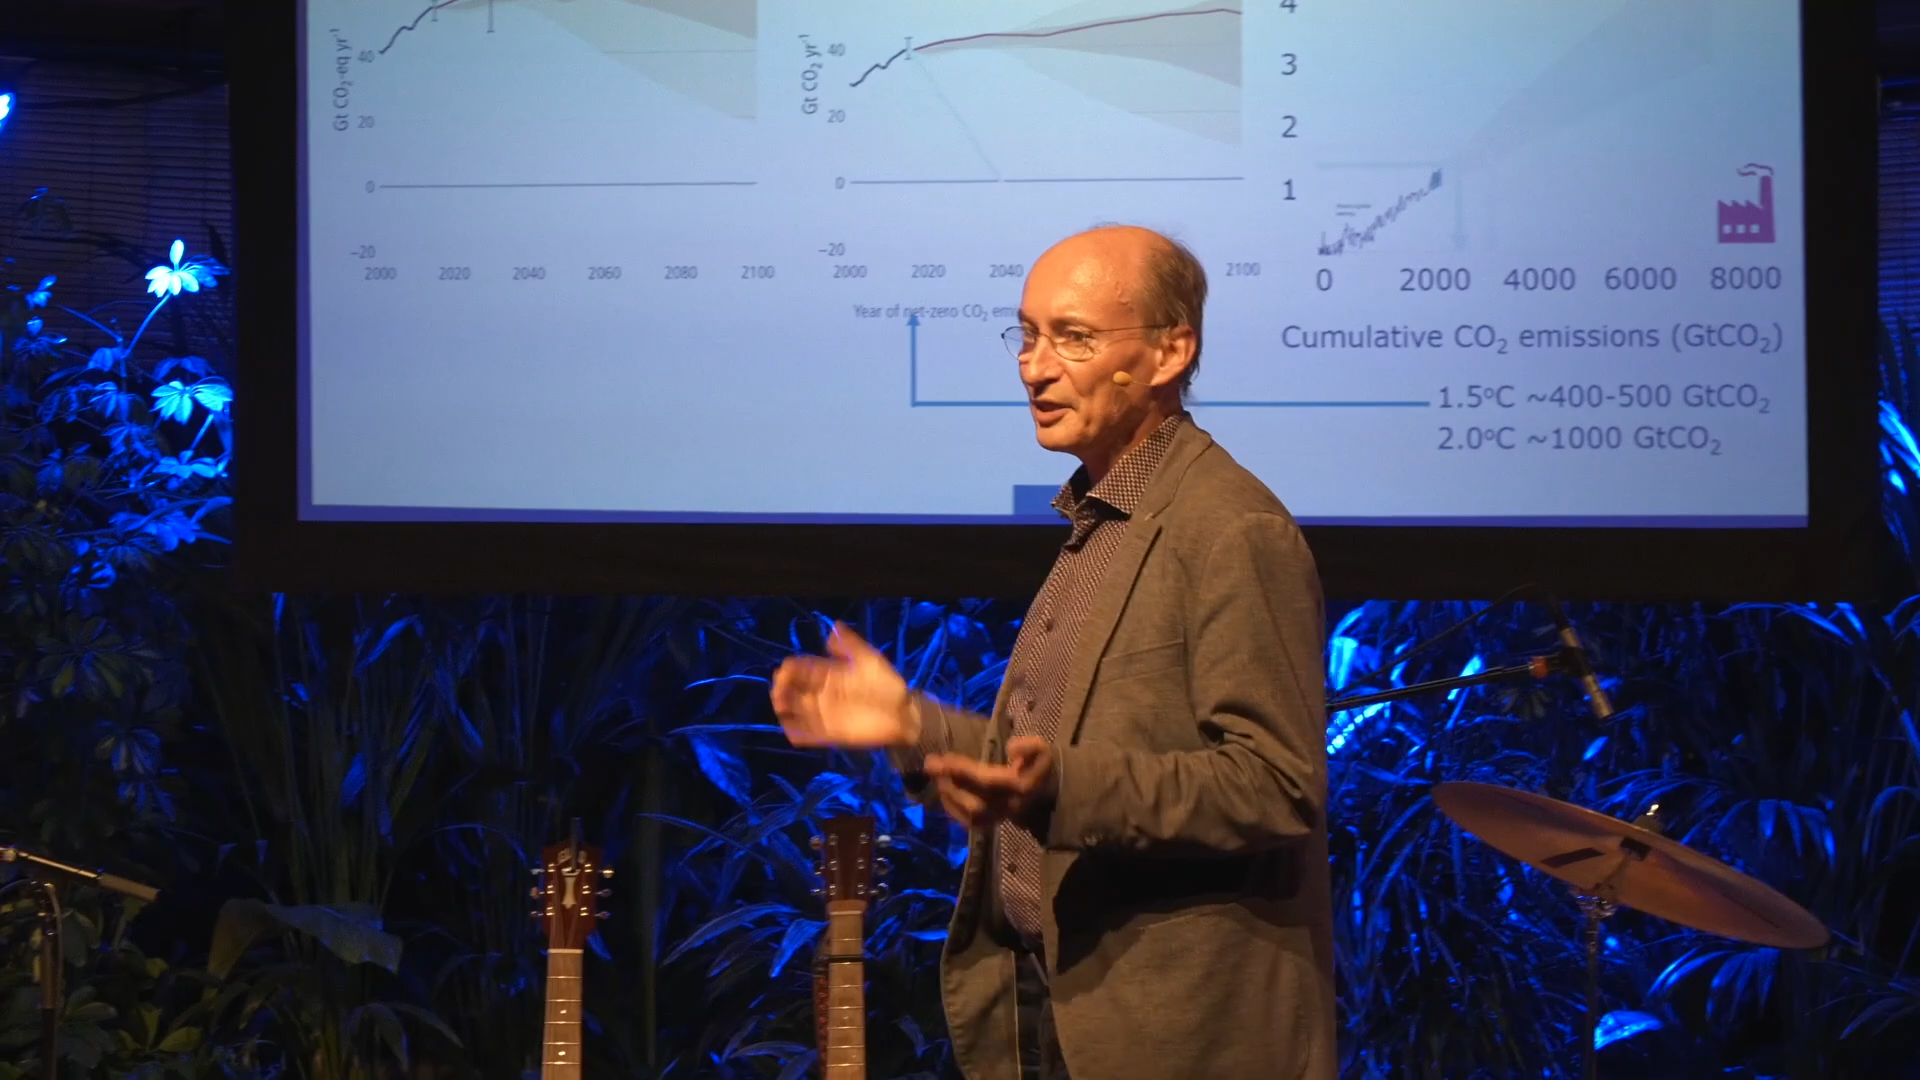 Gt CO₂-eq yr⁻¹
40
20
0
−20
2000 2020 2040 2060 2080 2100
Gt CO₂ yr⁻¹
40
20
0
−20
2000 2020 2040 2100
Year of net-zero CO₂ emi
4
3
2
1
0 2000 4000 6000 8000
Cumulative CO₂ emissions (GtCO₂)
1.5°C ~400-500 GtCO₂
2.0°C ~1000 GtCO₂